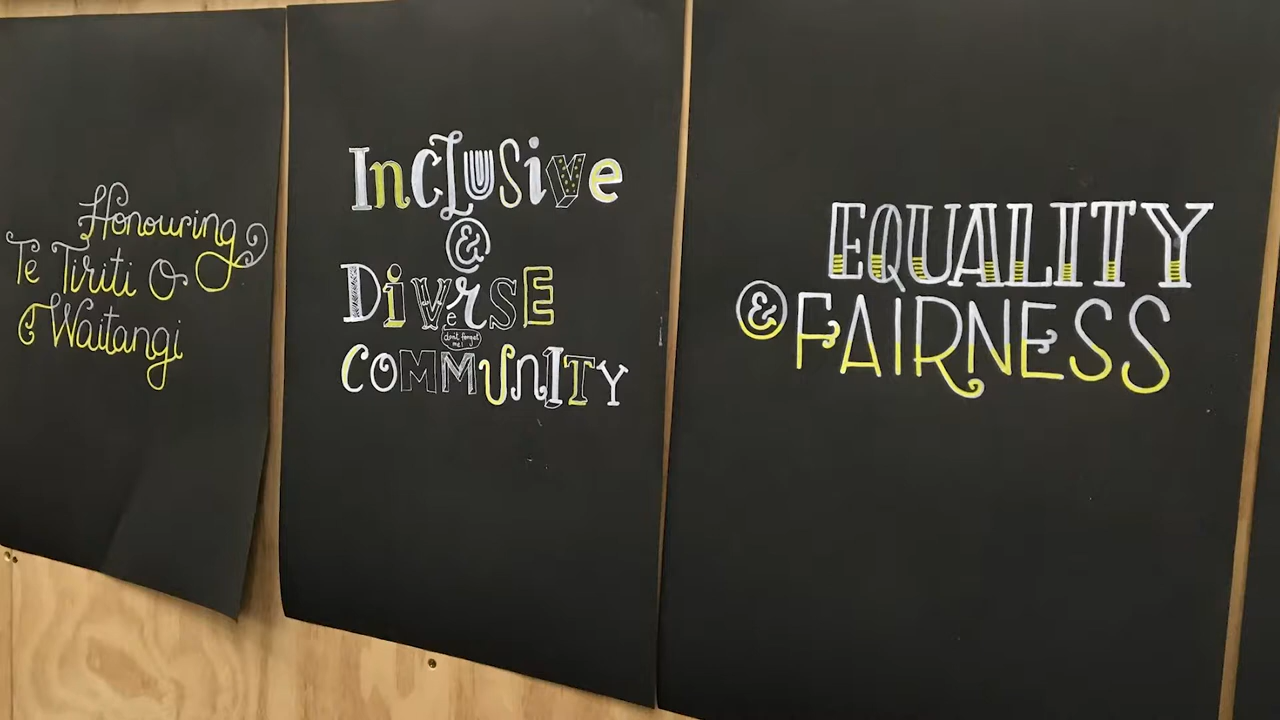 Honouring
Te Tiriti O
Waitangi
InCLUSive
&
DiVerSE
don't forget
me!
COMMUnITY
EQUALITY
& FAIRNESS